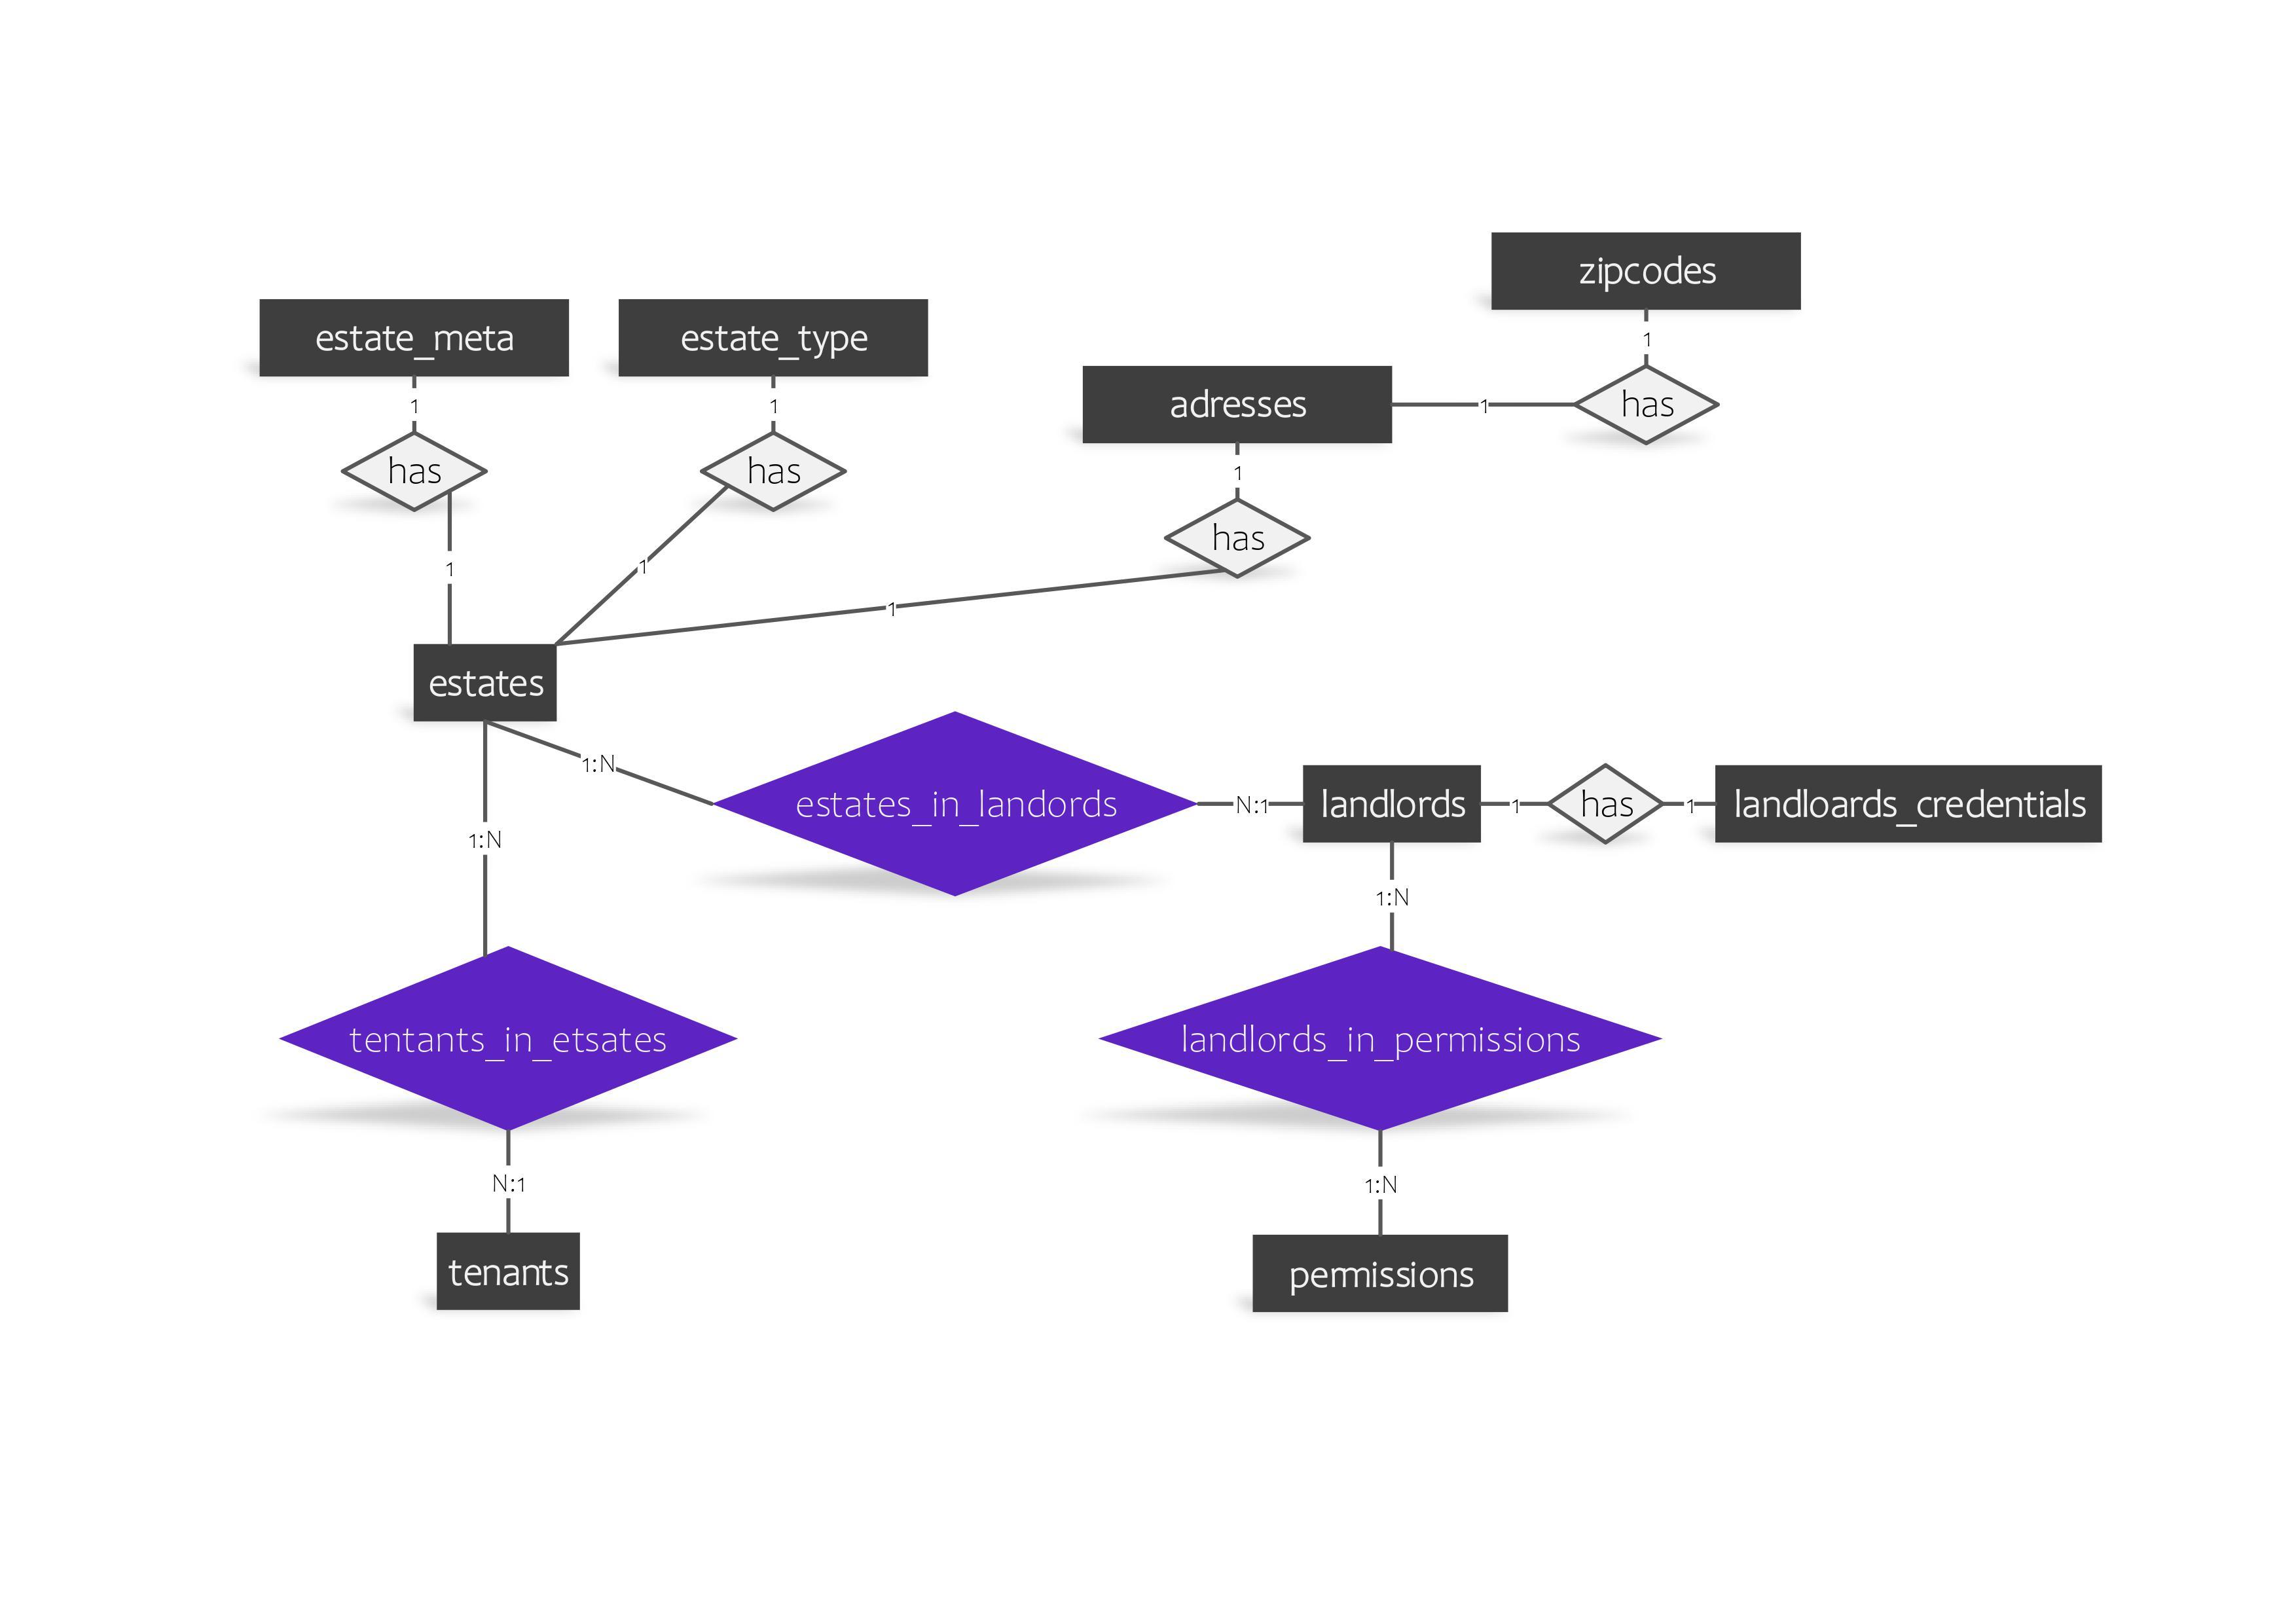 zipcodes
estate_meta
estate_type
1
adresses
1
has
1
1
has
has
1
has
1
1
1
estates
1:N
estates_in_landords
N:1
landlords
1
has
1
landloards_credentials
1:N
1:N
tentants_in_etsates
landlords_in_permissions
N:1
1:N
tenants
permissions